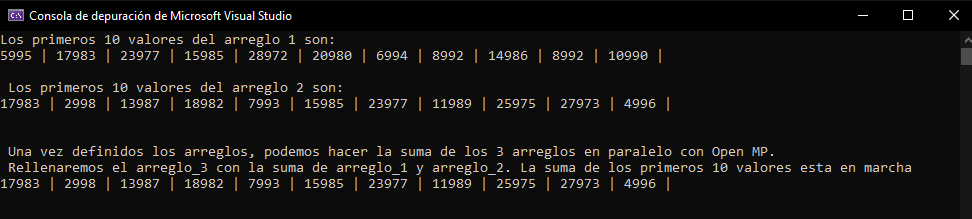 Consola de depuración de Microsoft Visual Studio
Los primeros 10 valores del arreglo 1 son:
5995 | 17983 | 23977 | 15985 | 28972 | 20980 | 6994 | 8992 | 14986 | 8992 | 10990 |
Los primeros 10 valores del arreglo 2 son:
17983 | 2998 | 13987 | 18982 | 7993 | 15985 | 23977 | 11989 | 25975 | 27973 | 4996 |
Una vez definidos los arreglos, podemos hacer la suma de los 3 arreglos en paralelo con Open MP.
Rellenaremos el arreglo_3 con la suma de arreglo_1 y arreglo_2. La suma de los primeros 10 valores esta en marcha
17983 | 2998 | 13987 | 18982 | 7993 | 15985 | 23977 | 11989 | 25975 | 27973 | 4996 |